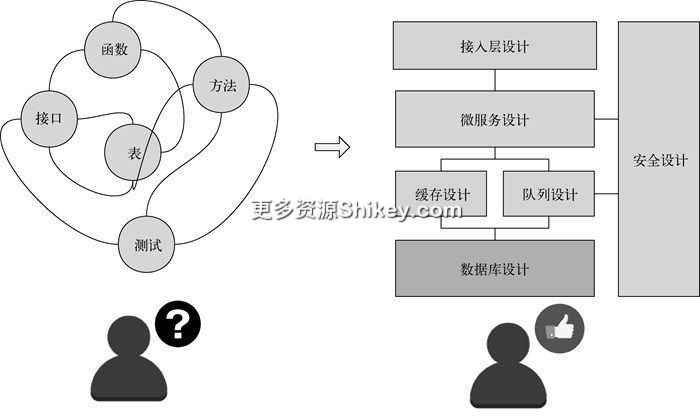 函数
方法
接口
表
测试
接入层设计
微服务设计
缓存设计
队列设计
数据库设计
安全设计
更多资源Shikey.com
?